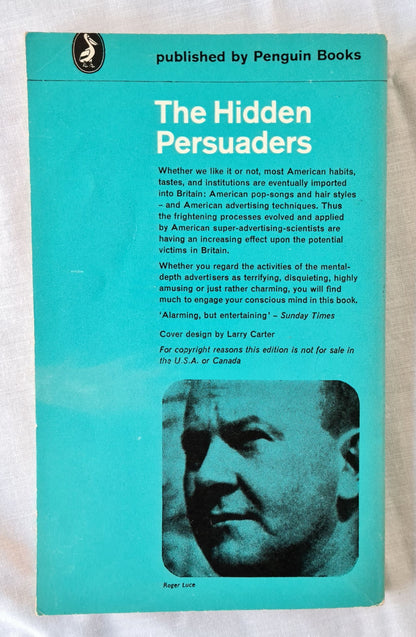 published by Penguin Books
The Hidden
Persuaders
Whether we like it or not, most American habits,
tastes, and institutions are eventually imported
into Britain: American pop-songs and hair styles
– and American advertising techniques. Thus
the frightening processes evolved and applied
by American super-advertising-scientists are
having an increasing effect upon the potential
victims in Britain.
Whether you regard the activities of the mental-
depth advertisers as terrifying, disquieting, highly
amusing or just rather charming, you will find
much to engage your conscious mind in this book.
'Alarming, but entertaining' – Sunday Times
Cover design by Larry Carter
For copyright reasons this edition is not for sale in
the U.S.A. or Canada
Roger Luce